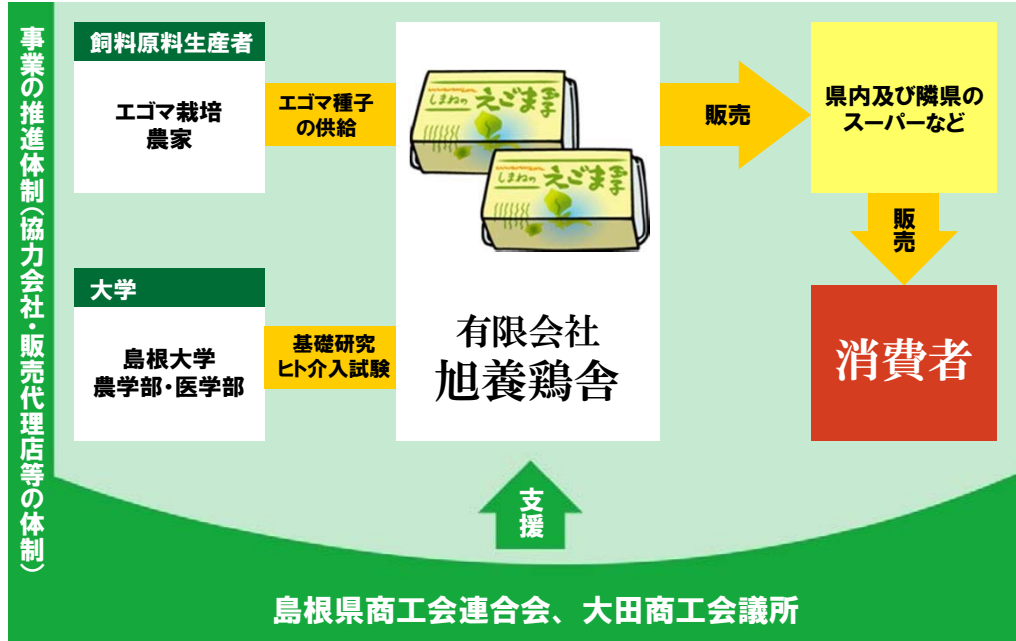 事業の推進体制(協力会社・販売代理店等の体制)
飼料原料生産者
エゴマ栽培
農家
エゴマ種子
の供給
しまねの えごま玉子
しまねの えごま玉子
販売
県内及び隣県の
スーパーなど
販売
大学
島根大学
農学部・医学部
基礎研究
ヒト介入試験
有限会社
旭養鶏舎
消費者
支援
島根県商工会連合会、大田商工会議所